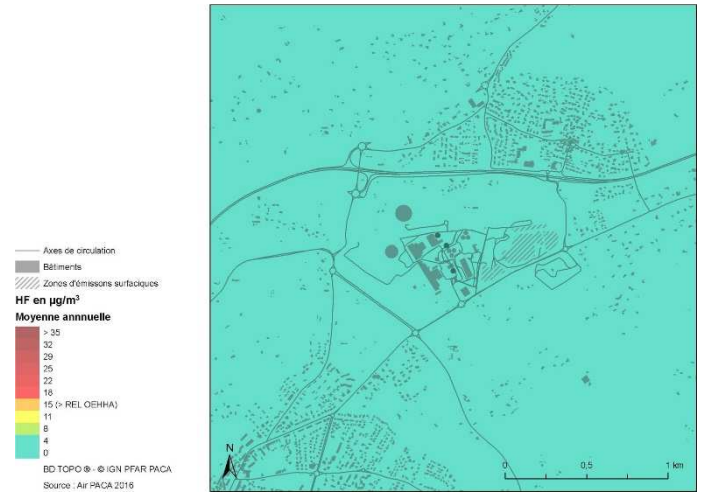 Axes de circulation
Bâtiments
Zones d'émissons surfaciques
HF en µg/m³
Moyenne annnuelle
> 35
32
29
25
22
18
15 (> REL OEHHA)
11
8
4
0
BD TOPO ® - © IGN PFAR PACA
Source : Air PACA 2016
N
0 0,5 1 km